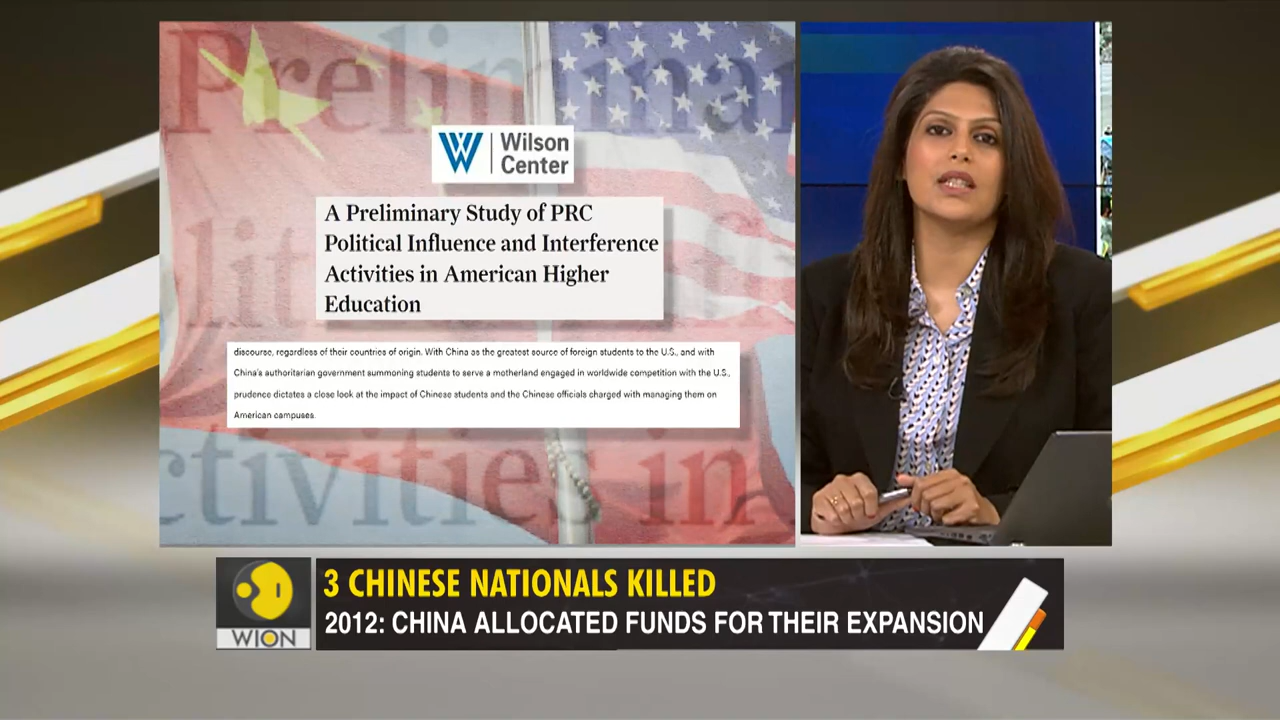 Preliminar
Wilson
Center
A Preliminary Study of PRC
Political Influence and Interference
Activities in American Higher
Education
lit
discourse, regardless of their countries of origin. With China as the greatest source of foreign students to the U.S., and with
China's authoritarian government summoning students to serve a motherland engaged in worldwide competition with the U.S.,
prudence dictates a close look at the impact of Chinese students and the Chinese officials charged with managing them on
American campuses.
ctivities in
3 CHINESE NATIONALS KILLED
2012: CHINA ALLOCATED FUNDS FOR THEIR EXPANSION
WION